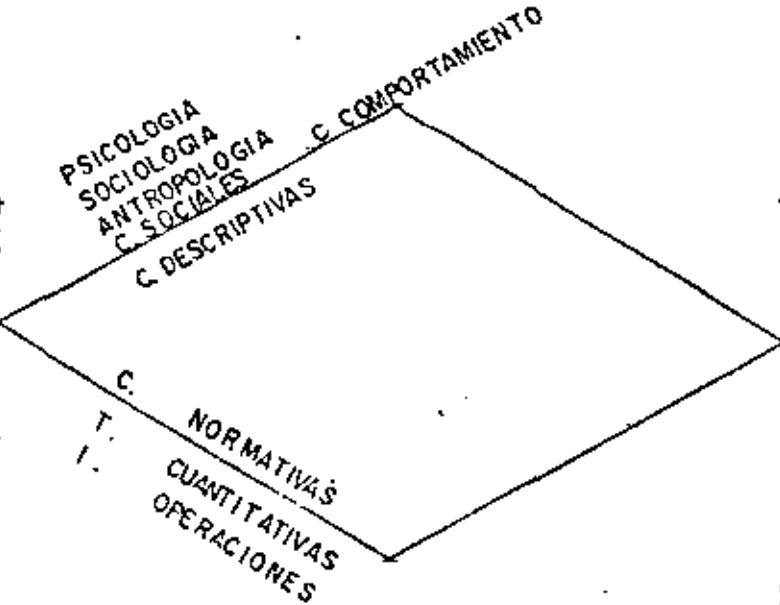 PSICOLOGIA
SOCIOLOGIA
ANTROPOLOGIA
C. SOCIALES
C. COMPORTAMIENTO
C. DESCRIPTIVAS
C. NORMATIVAS
T. CUANTITATIVAS
I. OPERACIONES